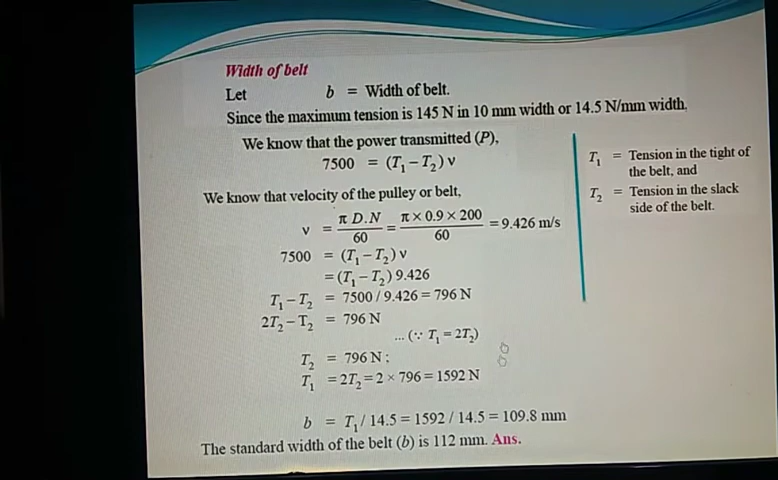 Width of belt
Let b = Width of belt.
Since the maximum tension is 145 N in 10 mm width or 14.5 N/mm width,
We know that the power transmitted (P),
7500 = (T₁ – T₂) v
T₁ = Tension in the tight of
the belt, and
T₂ = Tension in the slack
side of the belt.
We know that velocity of the pulley or belt,
v = π D.N / 60 = π × 0.9 × 200 / 60 = 9.426 m/s
7500 = (T₁ – T₂) v
= (T₁ – T₂) 9.426
T₁ – T₂ = 7500 / 9.426 = 796 N
2T₂ – T₂ = 796 N
... (∵ T₁ = 2T₂)
T₂ = 796 N ;
T₁ = 2T₂ = 2 × 796 = 1592 N
b = T₁ / 14.5 = 1592 / 14.5 = 109.8 mm
The standard width of the belt (b) is 112 mm. Ans.